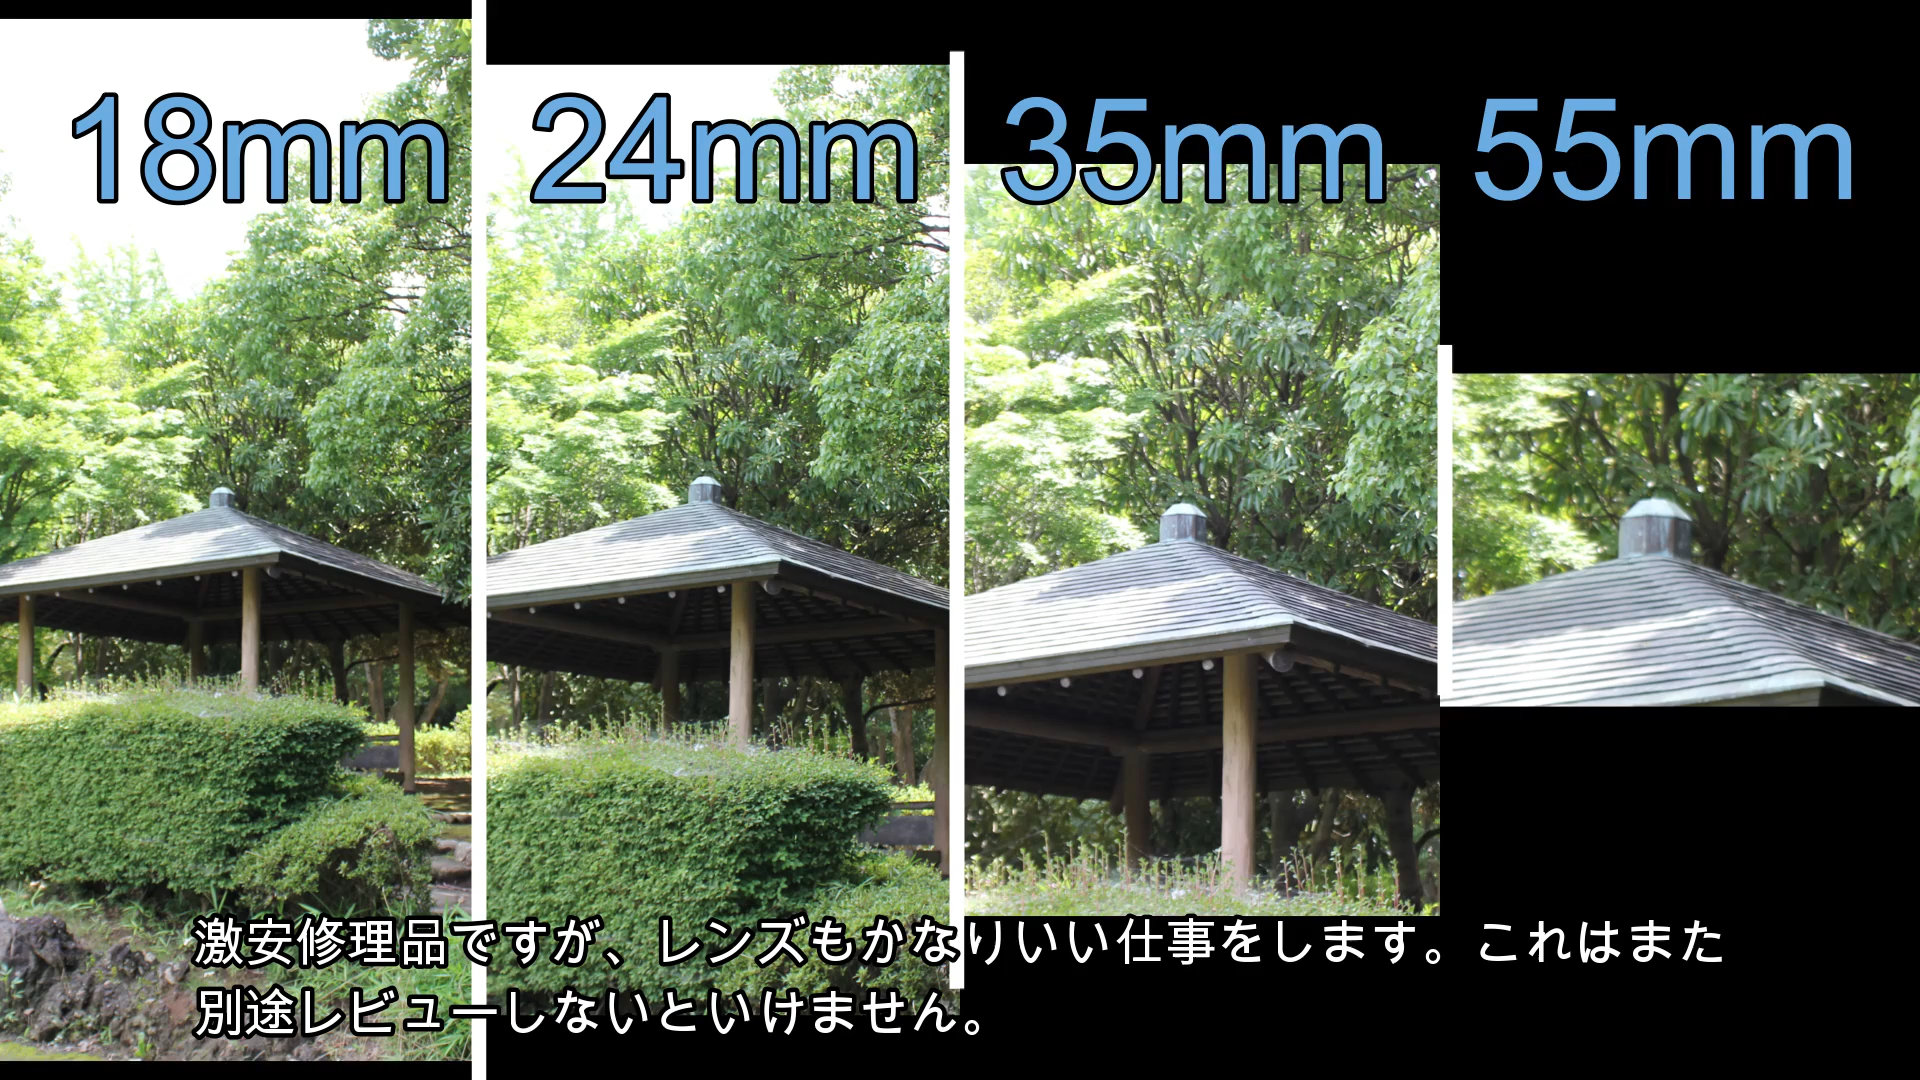 18mm 24mm 35mm 55mm
激安修理品ですが、レンズもかなりいい仕事をします。これはまた
別途レビューしないといけません。